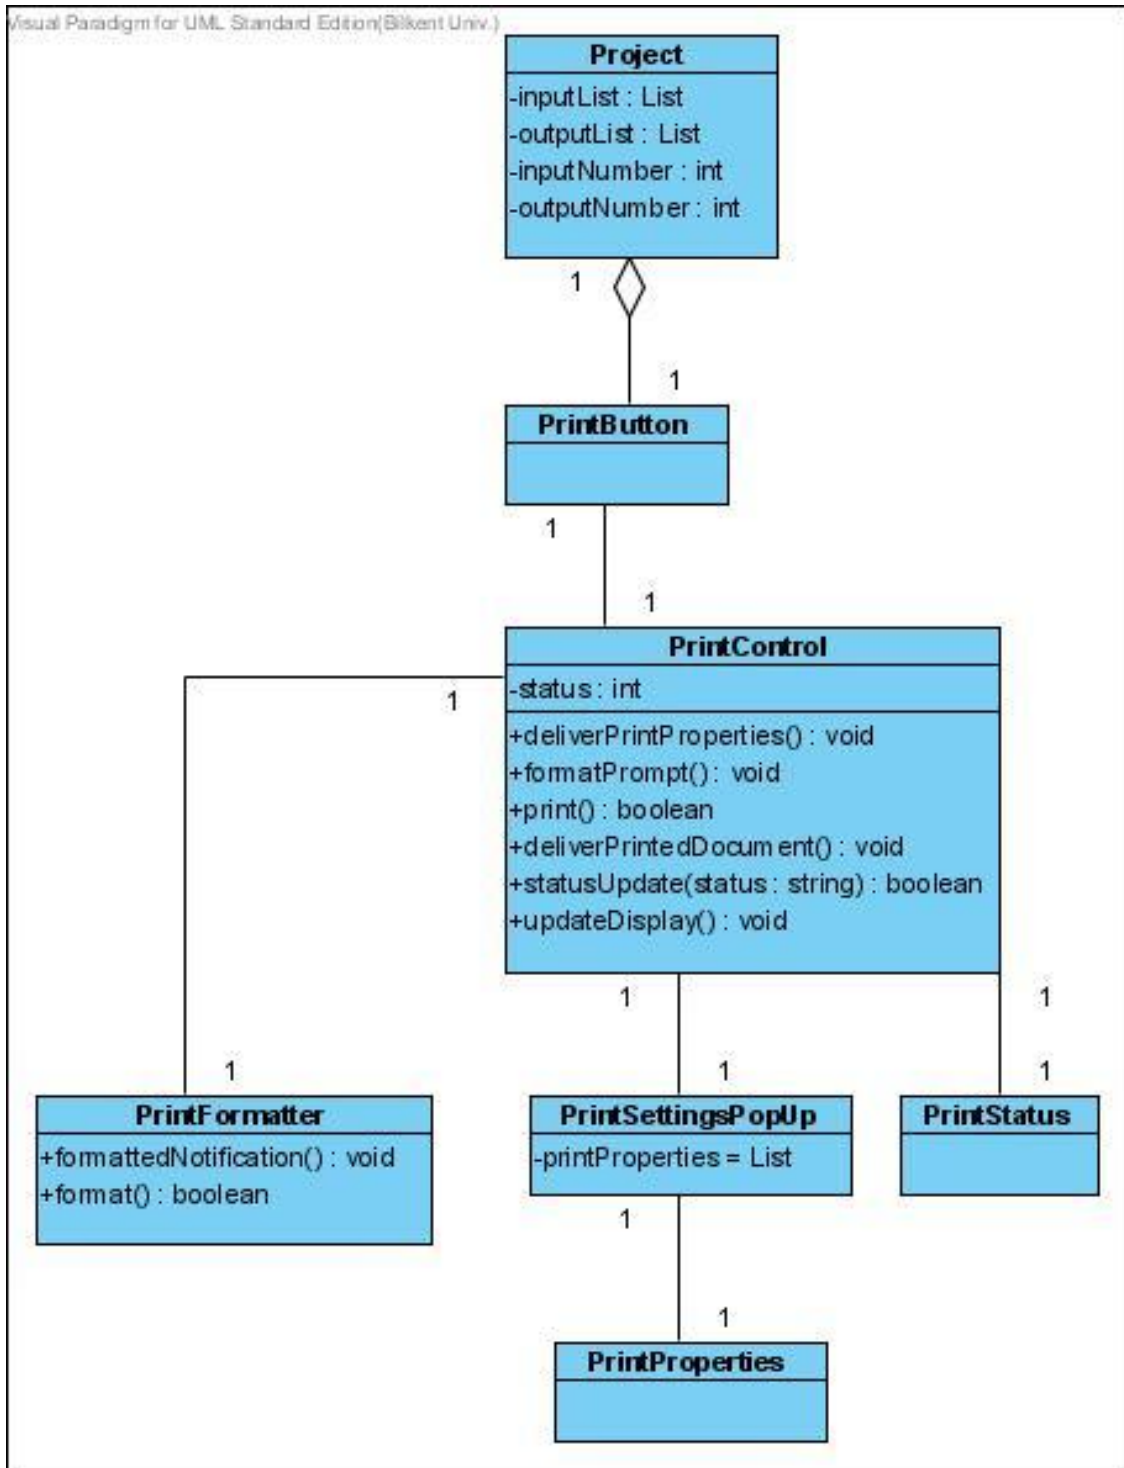 Visual Paradigm for UML Standard Edition(Bilkent Univ.)
Project
-inputList : List
-outputList : List
-inputNumber : int
-outputNumber : int
1
1
PrintButton
1
1
PrintControl
-status : int
1
+deliverPrintProperties() : void
+formatPrompt() : void
+print() : boolean
+deliverPrintedDocument() : void
+statusUpdate(status : string) : boolean
+updateDisplay() : void
1
1
1
1
1
PrintFormatter
+formattedNotification() : void
+format() : boolean
PrintSettingsPopUp
-printProperties = List
PrintStatus
1
1
PrintProperties